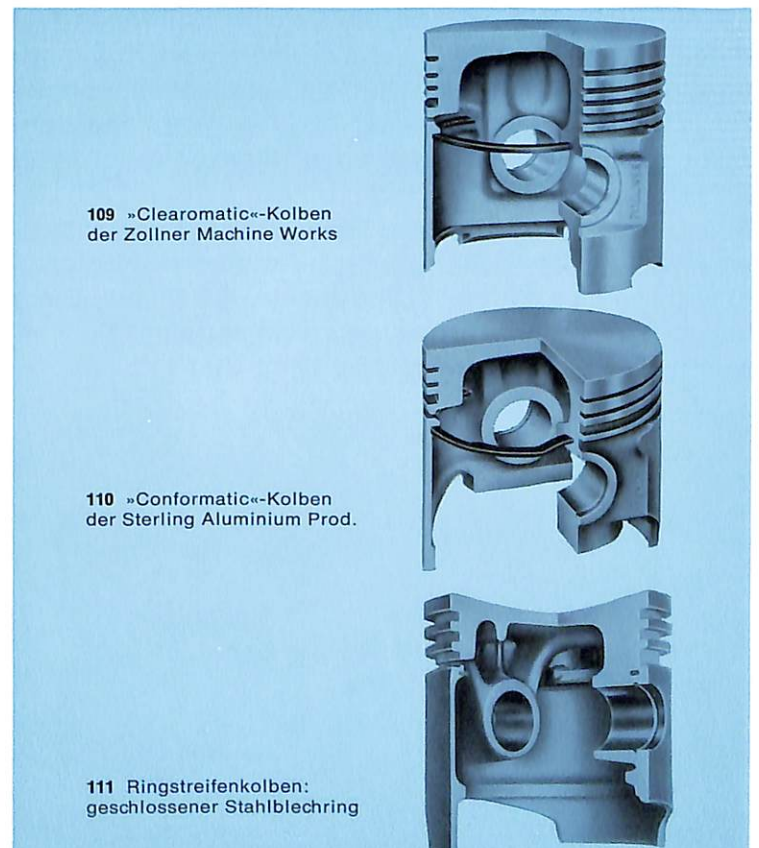 109 »Clearomatic«-Kolben
der Zollner Machine Works
110 »Conformatic«-Kolben
der Sterling Aluminium Prod.
111 Ringstreifenkolben:
geschlossener Stahlblechring